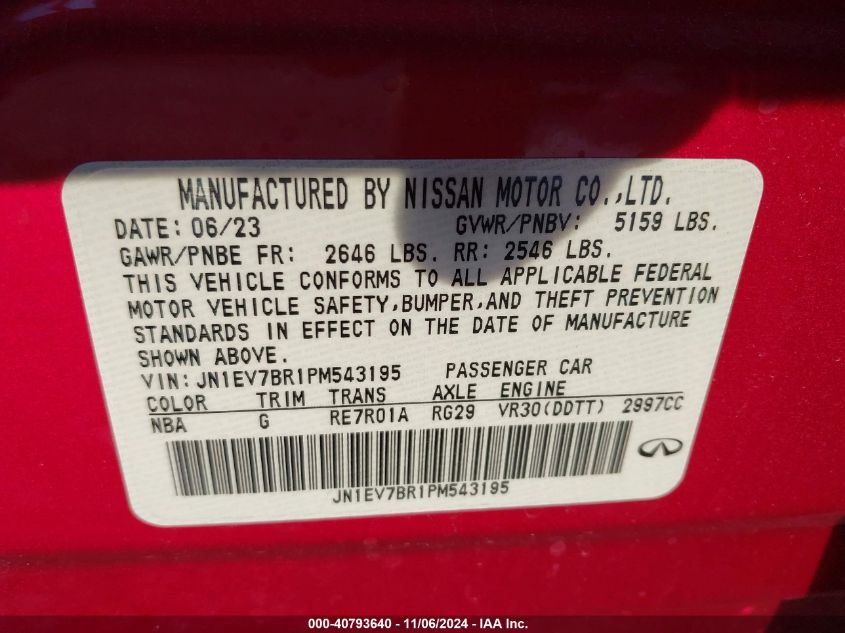 MANUFACTURED BY NISSAN MOTOR CO.,LTD.
DATE: 06/23 GVWR/PNBV: 5159 LBS.
GAWR/PNBE FR: 2646 LBS. RR: 2546 LBS.
THIS VEHICLE CONFORMS TO ALL APPLICABLE FEDERAL
MOTOR VEHICLE SAFETY,BUMPER,AND THEFT PREVENTION
STANDARDS IN EFFECT ON THE DATE OF MANUFACTURE
SHOWN ABOVE.
VIN:JN1EV7BR1PM543195 PASSENGER CAR
COLOR TRIM TRANS AXLE ENGINE
NBA G RE7R01A RG29 VR30(DDTT) 2997CC
JN1EV7BR1PM543195
000-40793640 - 11/06/2024 - IAA Inc.